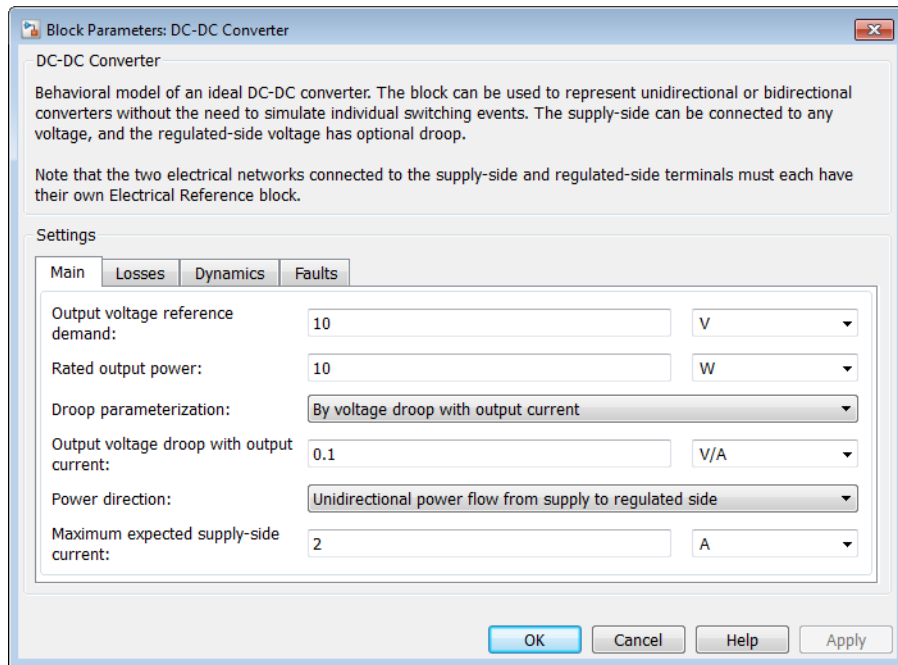 Block Parameters: DC-DC Converter
DC-DC Converter
Behavioral model of an ideal DC-DC converter. The block can be used to represent unidirectional or bidirectional
converters without the need to simulate individual switching events. The supply-side can be connected to any
voltage, and the regulated-side voltage has optional droop.
Note that the two electrical networks connected to the supply-side and regulated-side terminals must each have
their own Electrical Reference block.
Settings
Main Losses Dynamics Faults
Output voltage reference
demand:
10 V
Rated output power: 10 W
Droop parameterization: By voltage droop with output current
Output voltage droop with output
current:
0.1 V/A
Power direction: Unidirectional power flow from supply to regulated side
Maximum expected supply-side
current:
2 A
OK Cancel Help Apply